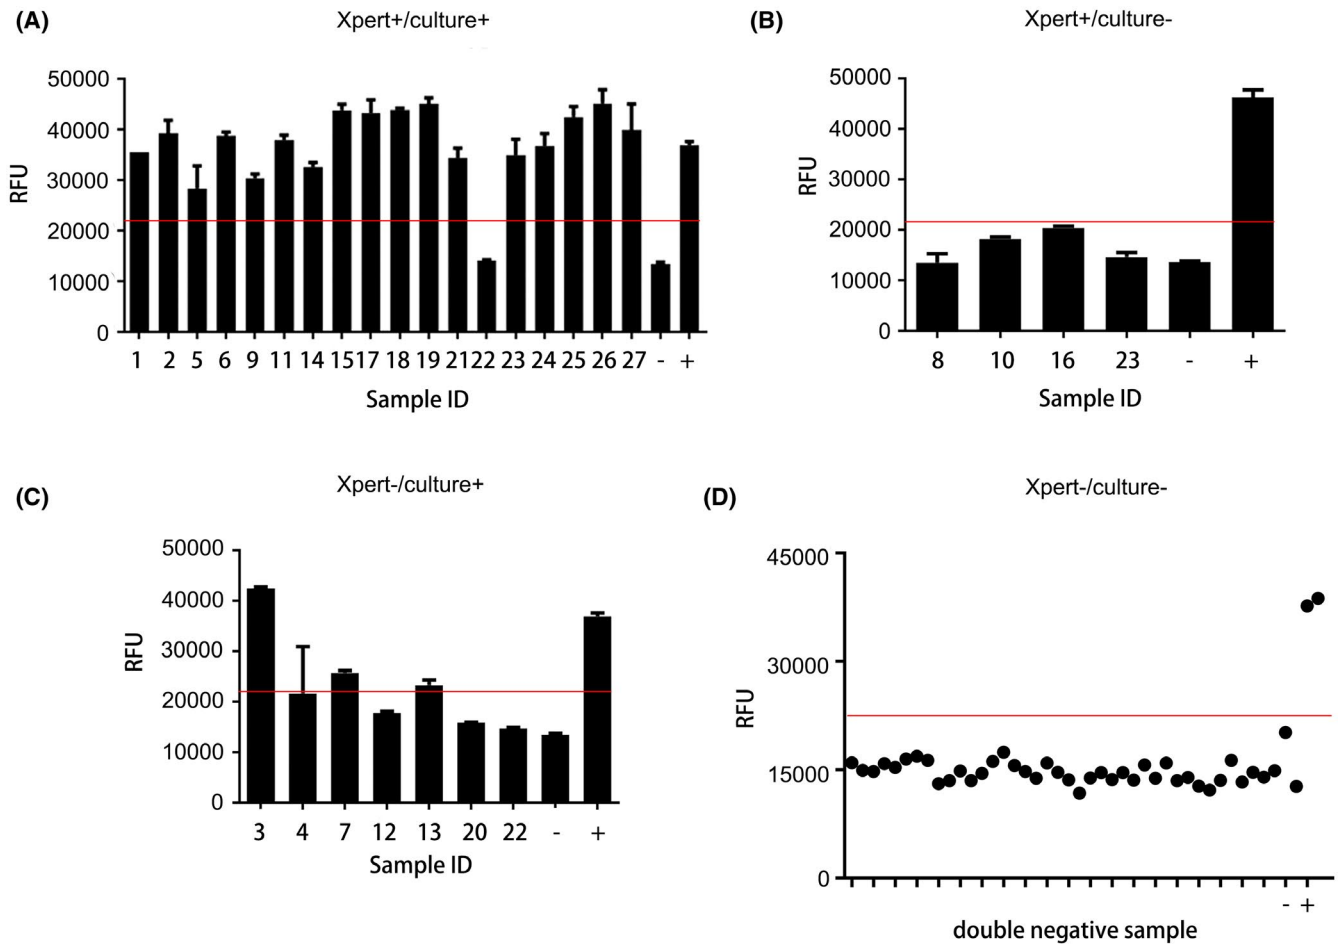 (A)
Xpert+/culture+
50000
40000
30000
20000
10000
0
RFU
1 2 5 6 9 11 14 15 17 18 19 21 22 23 24 25 26 27 - +
Sample ID
(B)
Xpert+/culture-
50000
40000
30000
20000
10000
0
RFU
8 10 16 23 - +
Sample ID
(C)
Xpert-/culture+
50000
40000
30000
20000
10000
0
RFU
3 4 7 12 13 20 22 - +
Sample ID
(D)
Xpert-/culture-
45000
30000
15000
0
RFU
- +
double negative sample